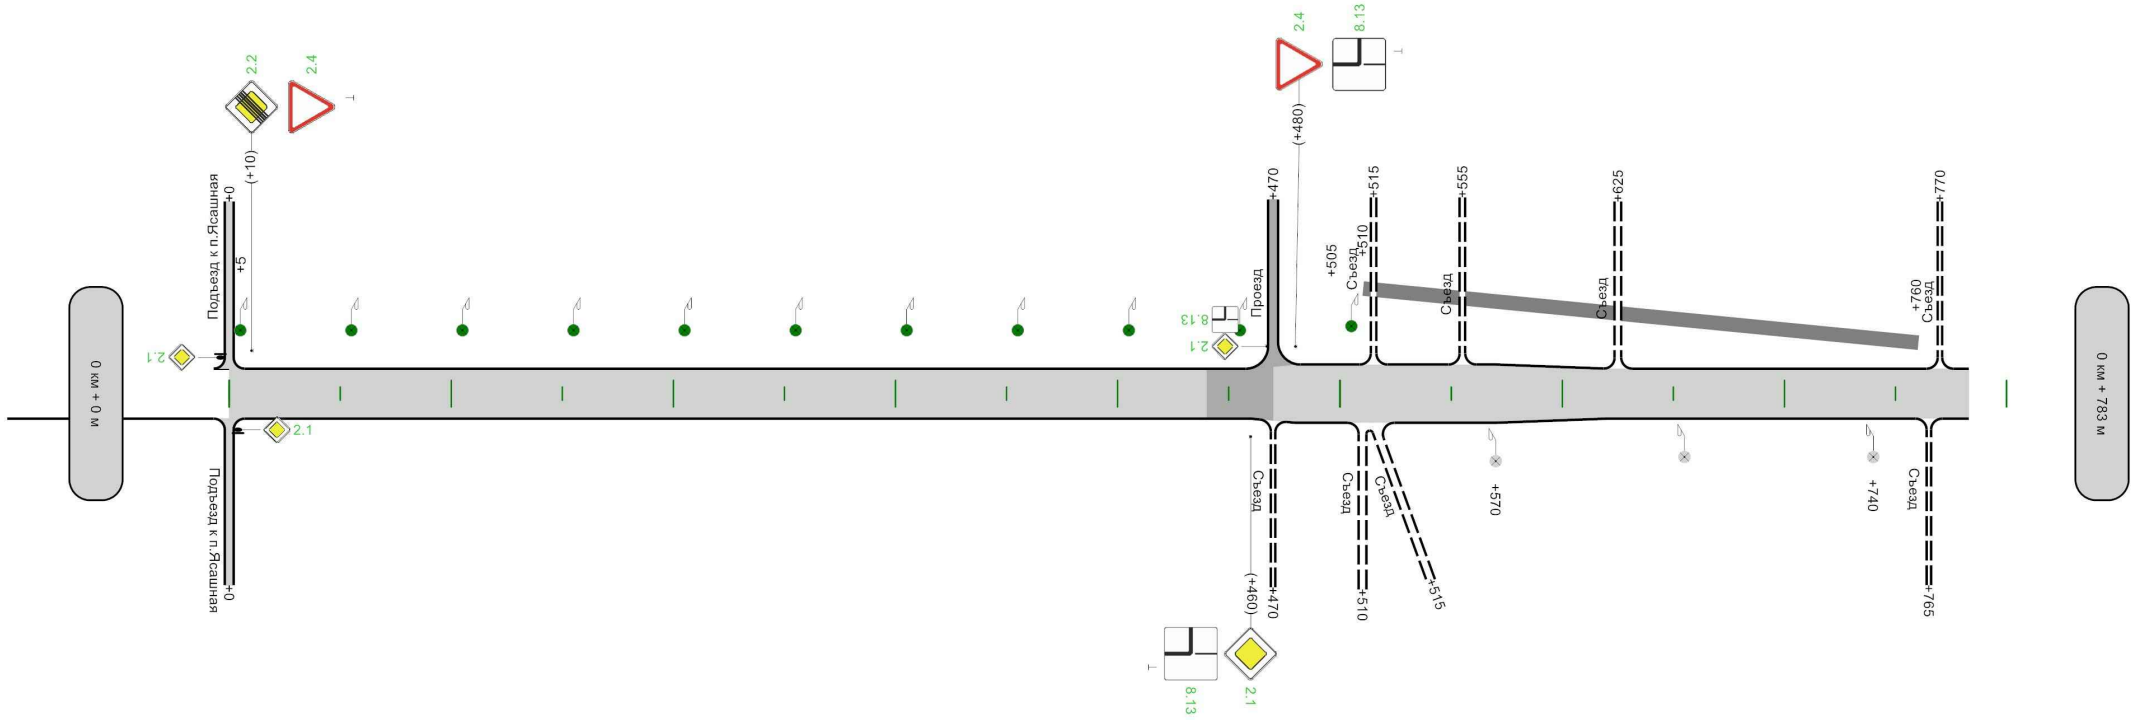 2.2
2.4
(+10)
+0
Подъезд к п.Ясашная
+5
2.1
0 км + 0 м
2.1
Подъезд к п.Ясашная
+0
2.4
8.13
(+480)
+470
Проезд
8.13
2.1
+505
Съезд
+510
+515
+555
Съезд
+625
Съезд
+760
Съезд
+770
0 км + 783 м
Съезд
(+460)
+470
Съезд
+510
Съезд
+515
+570
+740
Съезд
+765
8.13
2.1